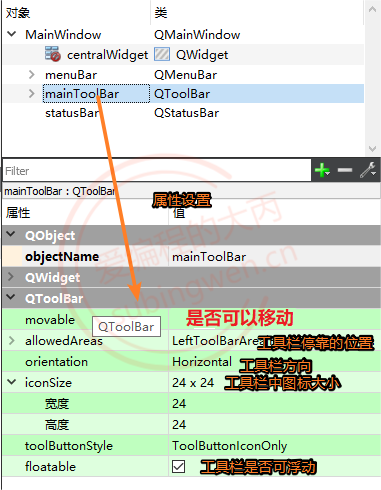 对象 类
MainWindow QMainWindow
centralWidget QWidget
menuBar QMenuBar
mainToolBar QToolBar
statusBar QStatusBar
Filter
mainToolBar : QToolBar
属性设置
属性 值
QObject
objectName mainToolBar
QWidget
QToolBar
movable 是否可以移动
QToolBar
allowedAreas LeftToolBarArea 工具栏停靠的位置
orientation Horizontal 工具栏方向
iconSize 24 x 24 工具栏中图标大小
宽度 24
高度 24
toolButtonStyle ToolButtonIconOnly
floatable 工具栏是否可浮动
爱编程的大丙
subingwen.cn